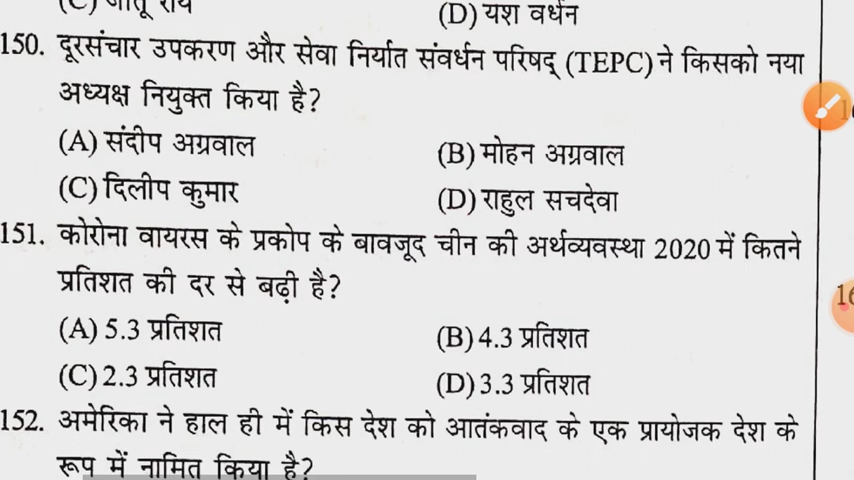 (D) यश वर्धन
150. दूरसंचार उपकरण और सेवा निर्यात संवर्धन परिषद् (TEPC) ने किसको नया
अध्यक्ष नियुक्त किया है?
(A) संदीप अग्रवाल (B) मोहन अग्रवाल
(C) दिलीप कुमार (D) राहुल सचदेवा
151. कोरोना वायरस के प्रकोप के बावजूद चीन की अर्थव्यवस्था 2020 में कितने
प्रतिशत की दर से बढ़ी है?
(A) 5.3 प्रतिशत (B) 4.3 प्रतिशत
(C) 2.3 प्रतिशत (D) 3.3 प्रतिशत
152. अमेरिका ने हाल ही में किस देश को आतंकवाद के एक प्रायोजक देश के
रूप में नामित किया है?